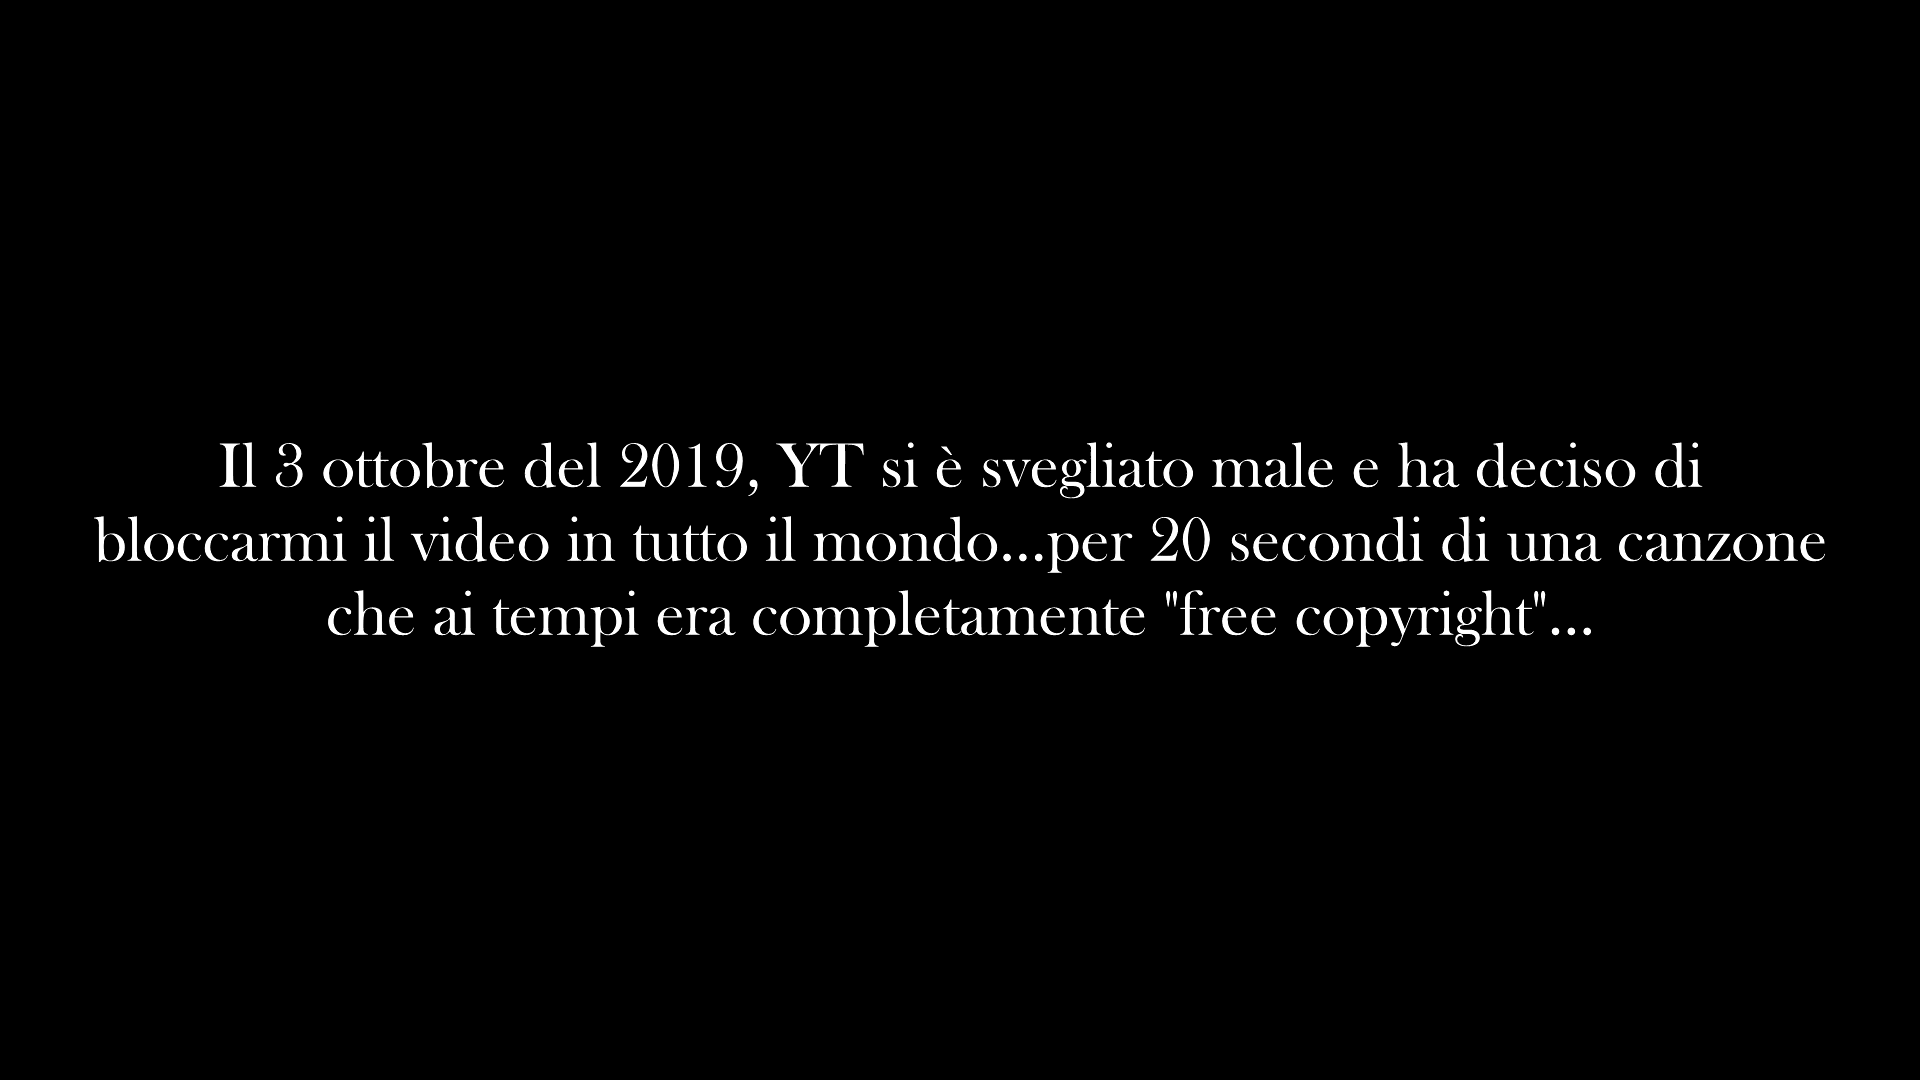 Il 3 ottobre del 2019, YT si è svegliato male e ha deciso di
bloccarmi il video in tutto il mondo...per 20 secondi di una canzone
che ai tempi era completamente "free copyright"...